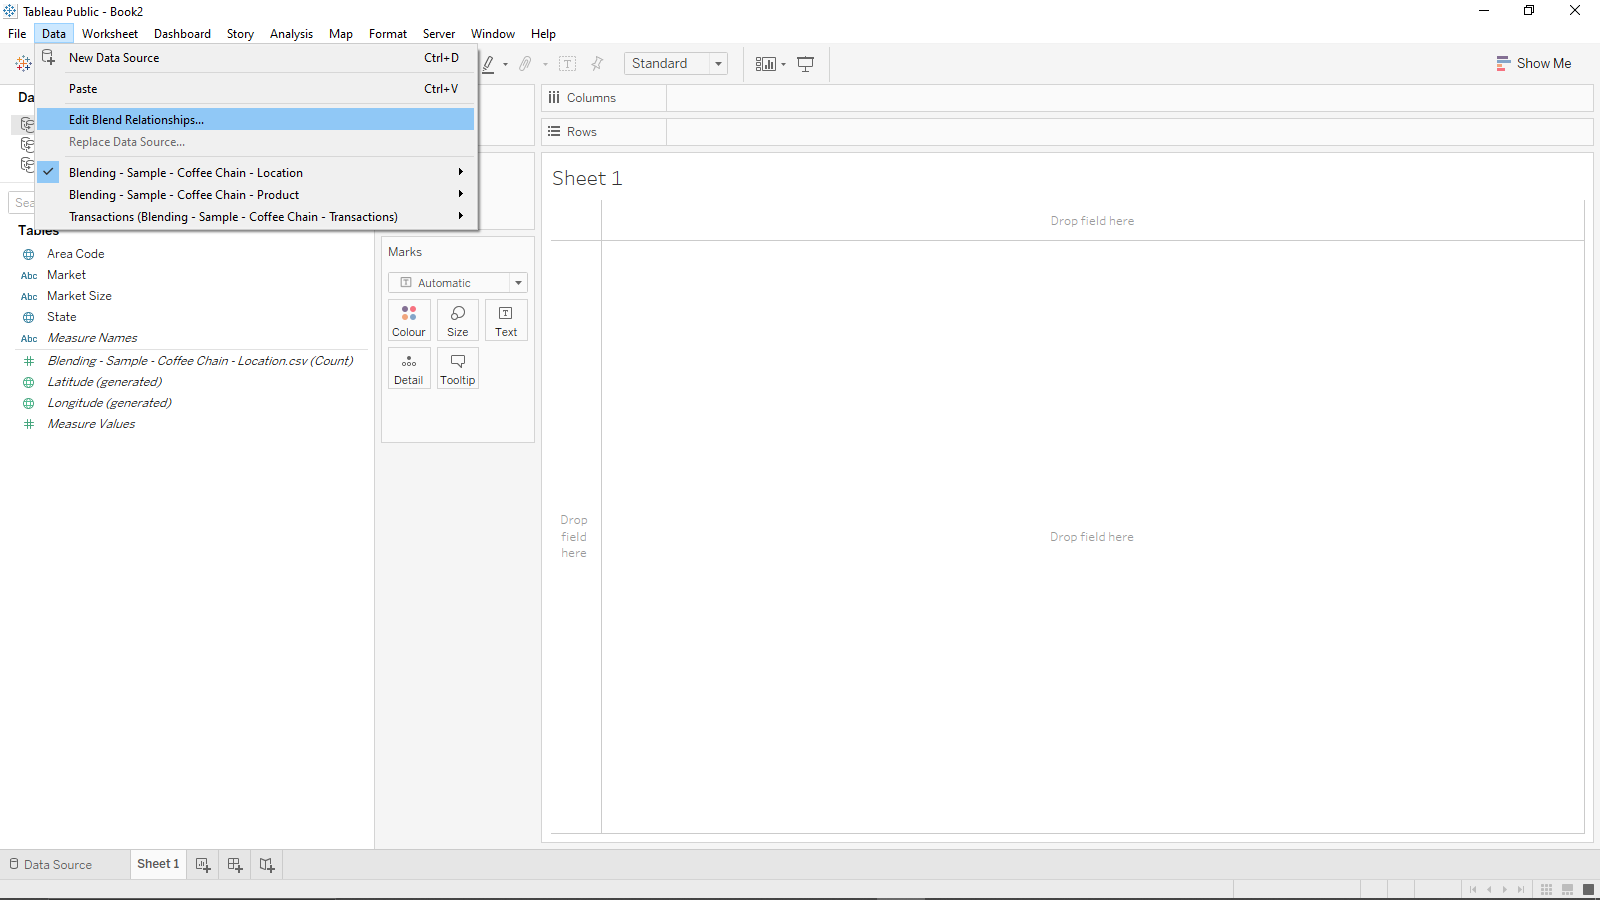 Tableau Public - Book2
File Data Worksheet Dashboard Story Analysis Map Format Server Window Help
New Data Source Ctrl+D
Paste Ctrl+V
Edit Blend Relationships...
Replace Data Source...
Blending - Sample - Coffee Chain - Location
Blending - Sample - Coffee Chain - Product
Transactions (Blending - Sample - Coffee Chain - Transactions)
Standard
Show Me
Da
Sea
Tables
Area Code
Abc Market
Abc Market Size
State
Abc Measure Names
Blending - Sample - Coffee Chain - Location.csv (Count)
Latitude (generated)
Longitude (generated)
Measure Values
Marks
Automatic
Colour Size Text
Detail Tooltip
Columns
Rows
Sheet 1
Drop field here
Drop
field
here
Drop field here
Data Source Sheet 1